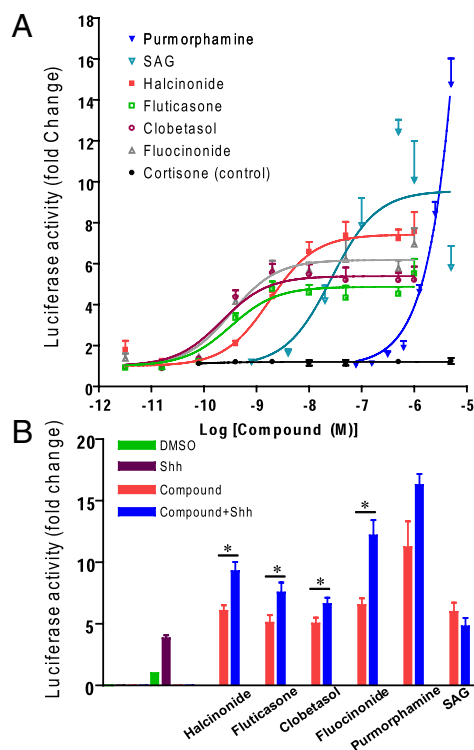 A
Luciferase activity (fold Change)
18
16
14
12
10
8
6
4
2
0
Purmorphamine
SAG
Halcinonide
Fluticasone
Clobetasol
Fluocinonide
Cortisone (control)
-12 -11 -10 -9 -8 -7 -6 -5
Log [Compound (M)]
B
Luciferase activity (fold change)
20
15
10
5
0
DMSO
Shh
Compound
Compound+Shh
* * * *
Halcinonide
Fluticasone
Clobetasol
Fluocinonide
Purmorphamine
SAG